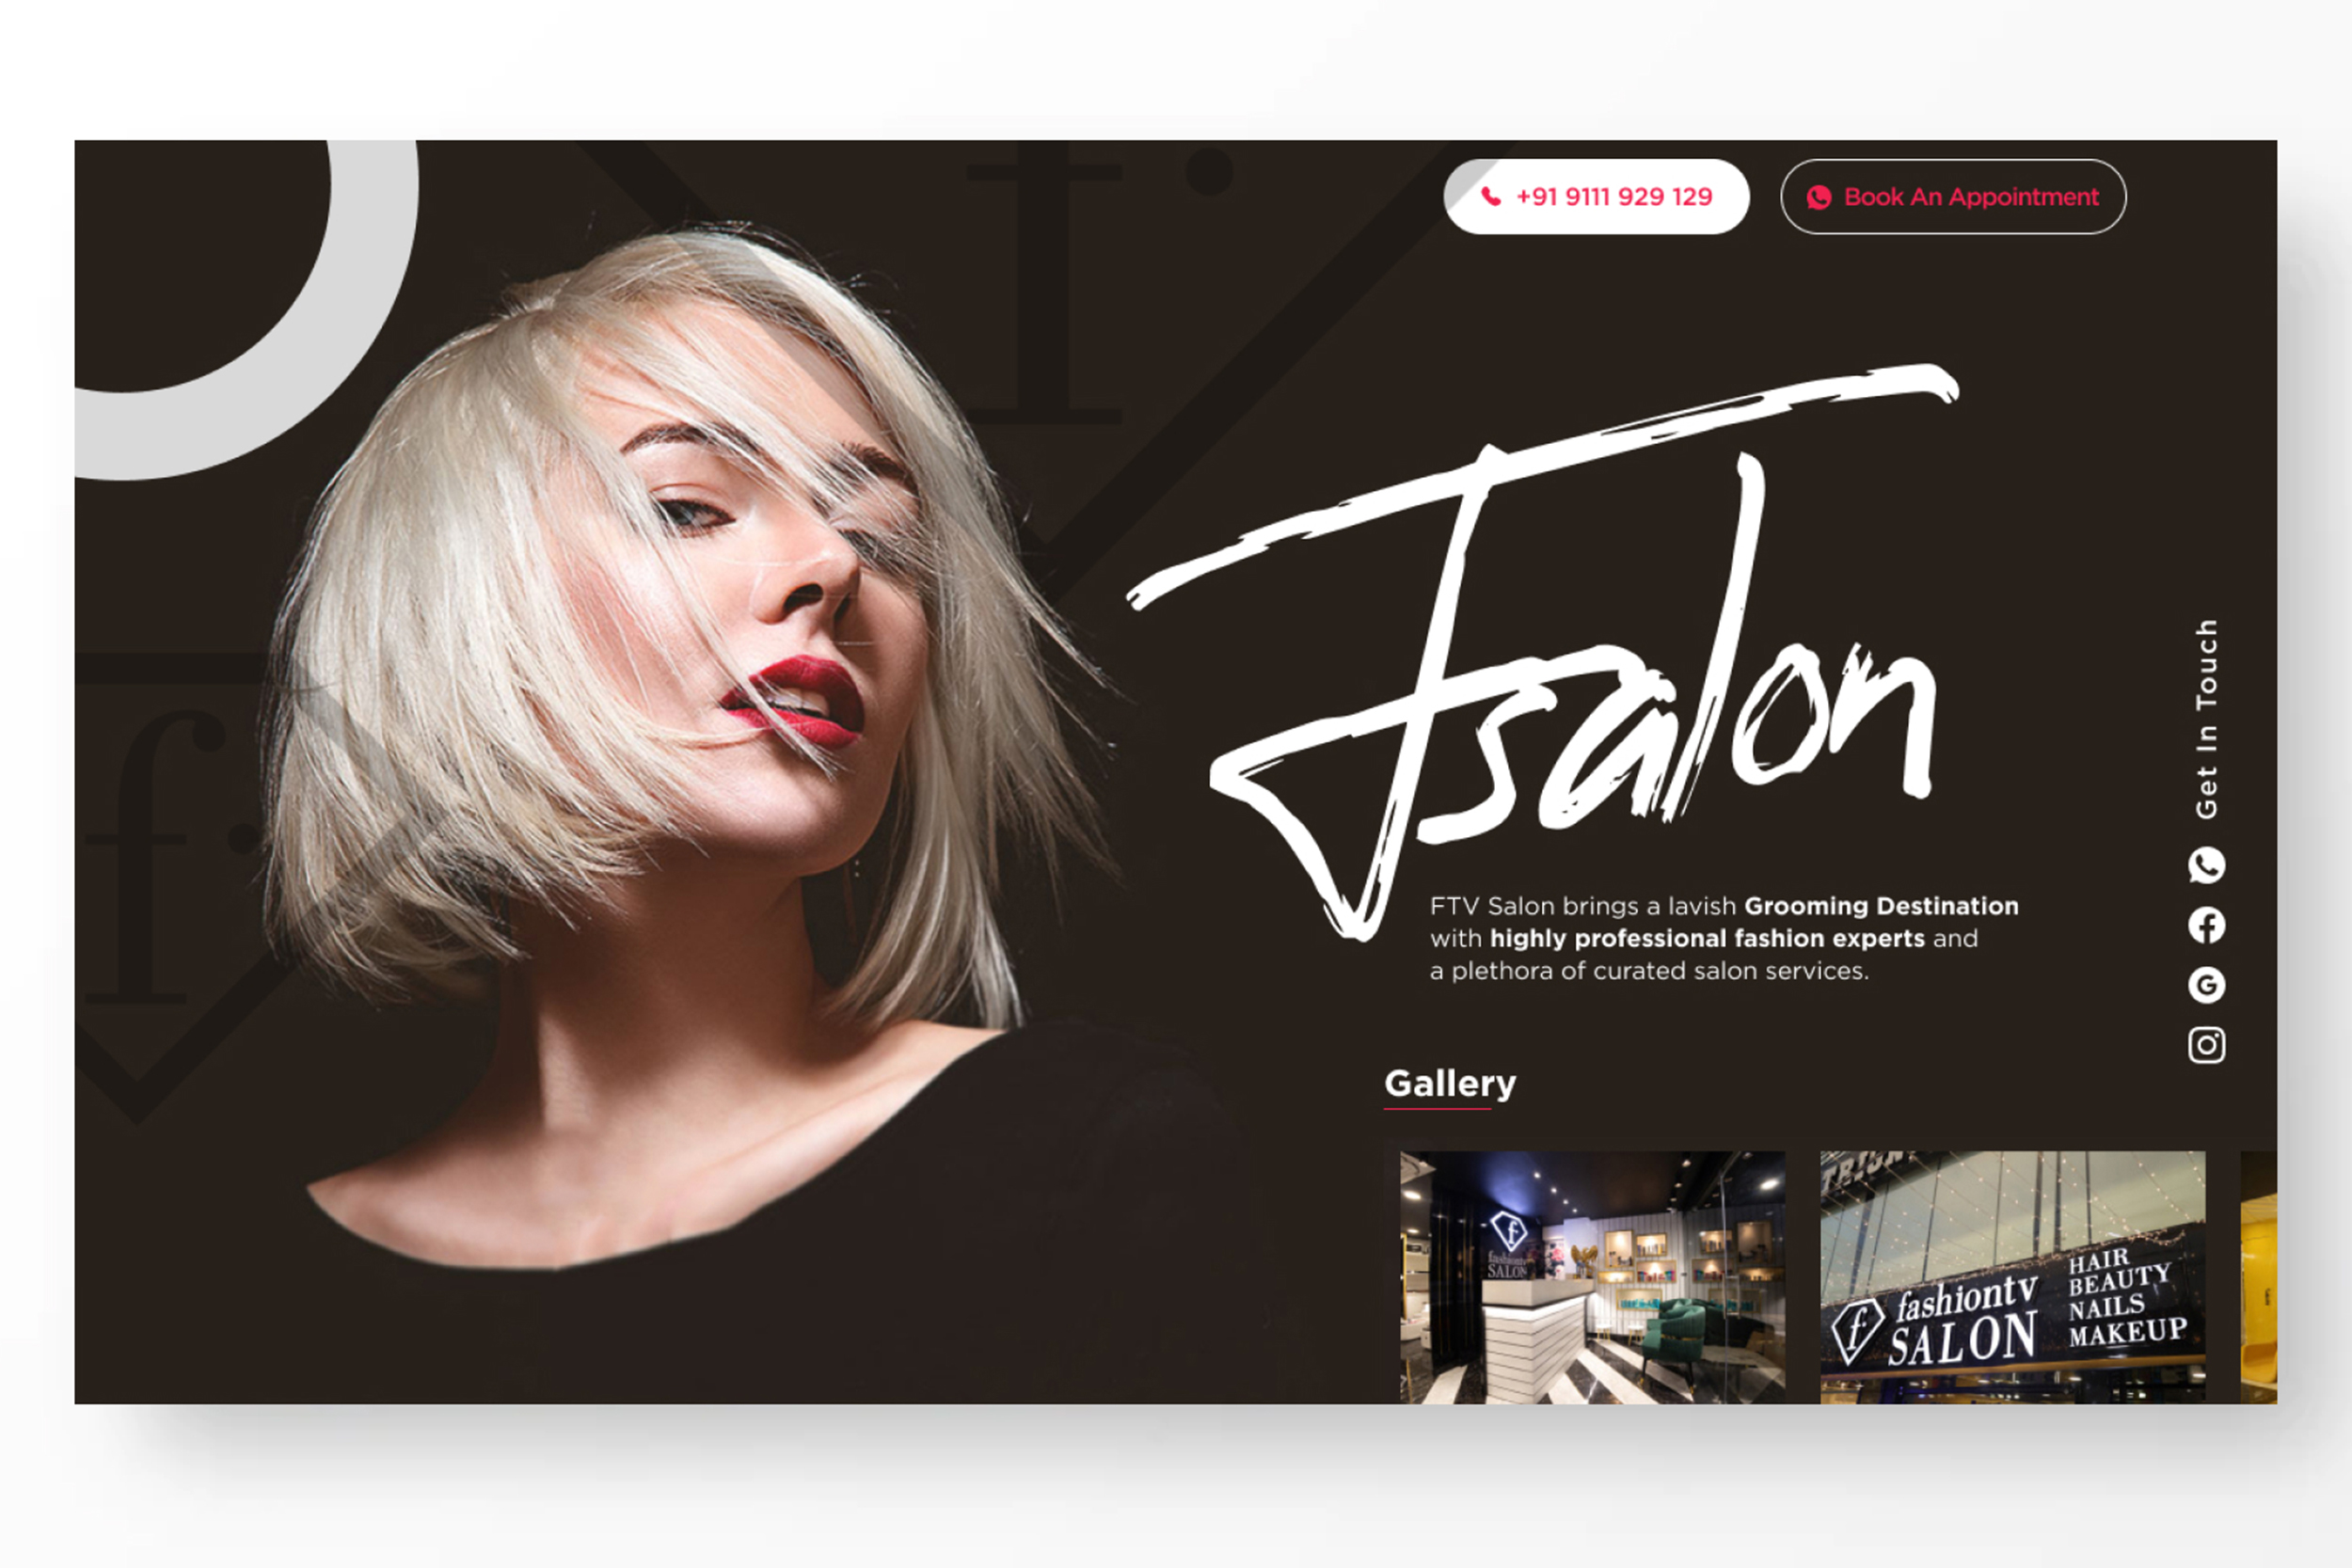 +91 9111 929 129
Book An Appointment
f.
Fsalon
Get In Touch
f.
FTV Salon brings a lavish Grooming Destination
with highly professional fashion experts and
a plethora of curated salon services.
Gallery
f
fashiontv
SALON
f
fashiontv
SALON
HAIR
BEAUTY
NAILS
MAKEUP